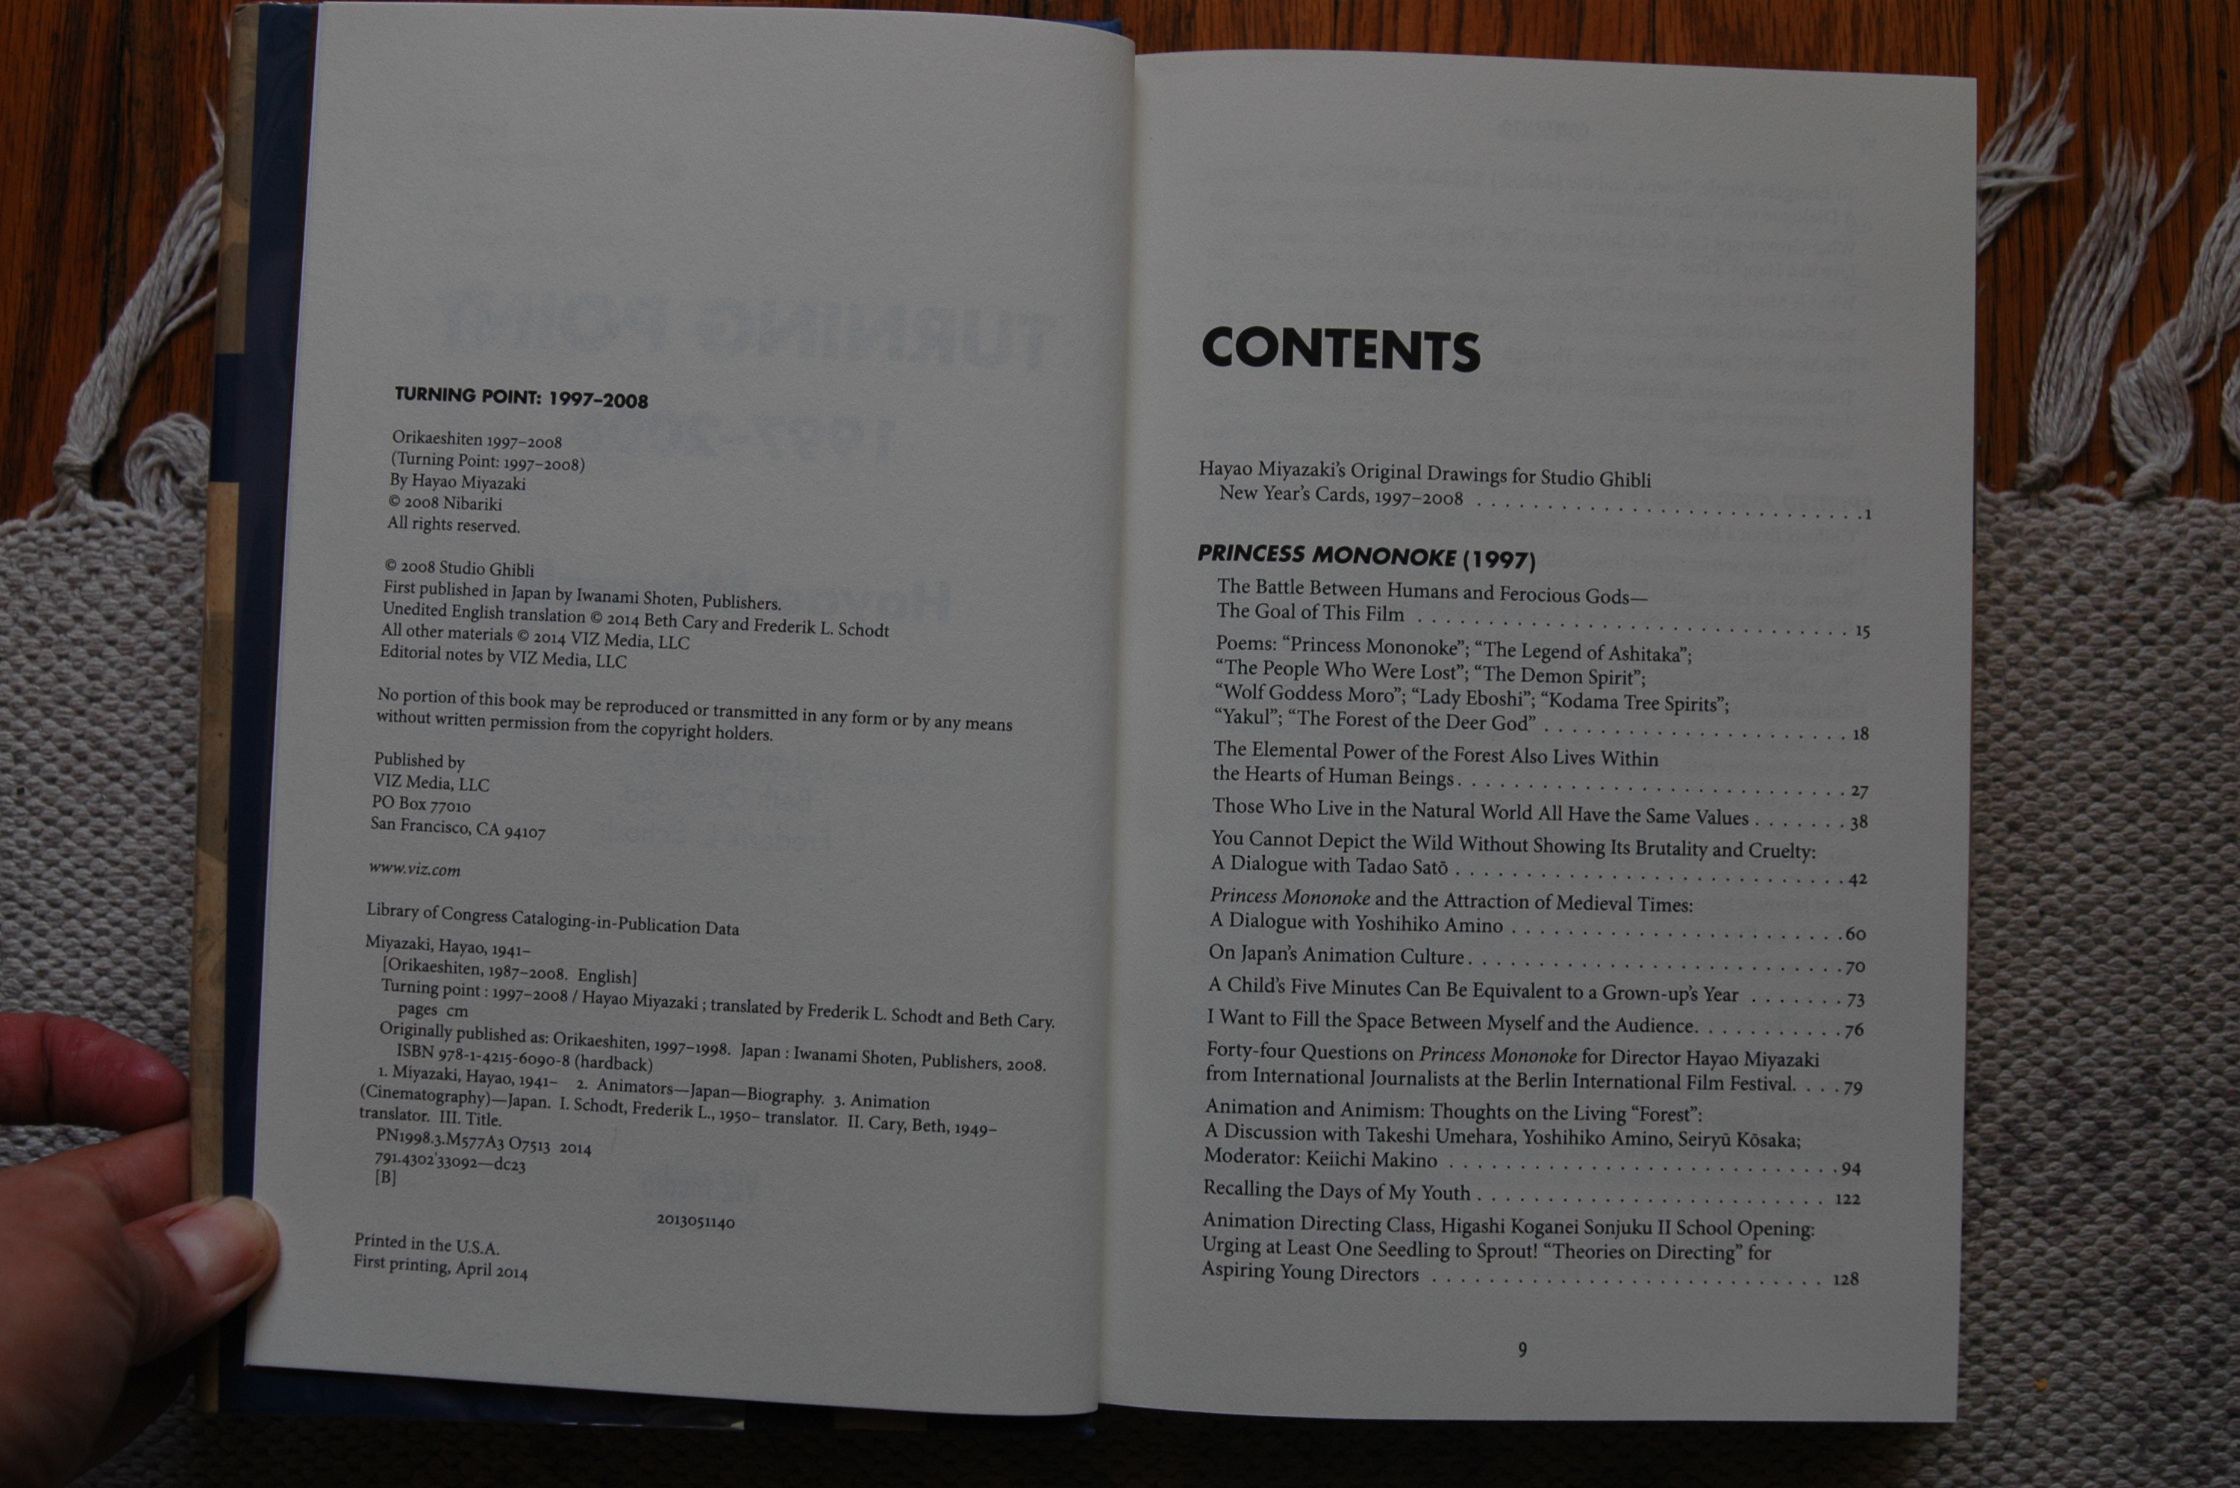 TURNING POINT: 1997–2008
Orikaeshiten 1997–2008
(Turning Point: 1997–2008)
By Hayao Miyazaki
© 2008 Nibariki
All rights reserved.
© 2008 Studio Ghibli
First published in Japan by Iwanami Shoten, Publishers.
Unedited English translation © 2014 Beth Cary and Frederik L. Schodt
All other materials © 2014 VIZ Media, LLC
Editorial notes by VIZ Media, LLC
No portion of this book may be reproduced or transmitted in any form or by any means
without written permission from the copyright holders.
Published by
VIZ Media, LLC
PO Box 77010
San Francisco, CA 94107
www.viz.com
Library of Congress Cataloging-in-Publication Data
Miyazaki, Hayao, 1941–
[Orikaeshiten, 1987–2008. English]
Turning point : 1997–2008 / Hayao Miyazaki ; translated by Frederik L. Schodt and Beth Cary.
pages cm
Originally published as: Orikaeshiten, 1997–1998. Japan : Iwanami Shoten, Publishers, 2008.
ISBN 978-1-4215-6090-8 (hardback)
1. Miyazaki, Hayao, 1941– 2. Animators—Japan—Biography. 3. Animation
(Cinematography)—Japan. I. Schodt, Frederik L., 1950– translator. II. Cary, Beth, 1949–
translator. III. Title.
PN1998.3.M577A3 O7513 2014
791.4302'33092—dc23
[B]
2013051140
Printed in the U.S.A.
First printing, April 2014
CONTENTS
Hayao Miyazaki's Original Drawings for Studio Ghibli
New Year's Cards, 1997–2008 . . . . . . . . . . . . . . . . . . . . . . . . . . . . .1
PRINCESS MONONOKE (1997)
The Battle Between Humans and Ferocious Gods—
The Goal of This Film . . . . . . . . . . . . . . . . . . . . . . . . . . . . . . . . . 15
Poems: “Princess Mononoke”; “The Legend of Ashitaka”;
“The People Who Were Lost”; “The Demon Spirit”;
“Wolf Goddess Moro”; “Lady Eboshi”; “Kodama Tree Spirits”;
“Yakul”; “The Forest of the Deer God” . . . . . . . . . . . . . . . . . . . . . . . 18
The Elemental Power of the Forest Also Lives Within
the Hearts of Human Beings. . . . . . . . . . . . . . . . . . . . . . . . . . . . . . 27
Those Who Live in the Natural World All Have the Same Values . . . . . . . 38
You Cannot Depict the Wild Without Showing Its Brutality and Cruelty:
A Dialogue with Tadao Satō . . . . . . . . . . . . . . . . . . . . . . . . . . . . . . 42
Princess Mononoke and the Attraction of Medieval Times:
A Dialogue with Yoshihiko Amino . . . . . . . . . . . . . . . . . . . . . . . . . .60
On Japan's Animation Culture. . . . . . . . . . . . . . . . . . . . . . . . . . . . .70
A Child's Five Minutes Can Be Equivalent to a Grown-up's Year . . . . . . . 73
I Want to Fill the Space Between Myself and the Audience. . . . . . . . . . . 76
Forty-four Questions on Princess Mononoke for Director Hayao Miyazaki
from International Journalists at the Berlin International Film Festival. . . . 79
Animation and Animism: Thoughts on the Living “Forest”:
A Discussion with Takeshi Umehara, Yoshihiko Amino, Seiryū Kōsaka;
Moderator: Keiichi Makino . . . . . . . . . . . . . . . . . . . . . . . . . . . . . .94
Recalling the Days of My Youth . . . . . . . . . . . . . . . . . . . . . . . . . . . 122
Animation Directing Class, Higashi Koganei Sonjuku II School Opening:
Urging at Least One Seedling to Sprout! “Theories on Directing” for
Aspiring Young Directors . . . . . . . . . . . . . . . . . . . . . . . . . . . . . . 128
9